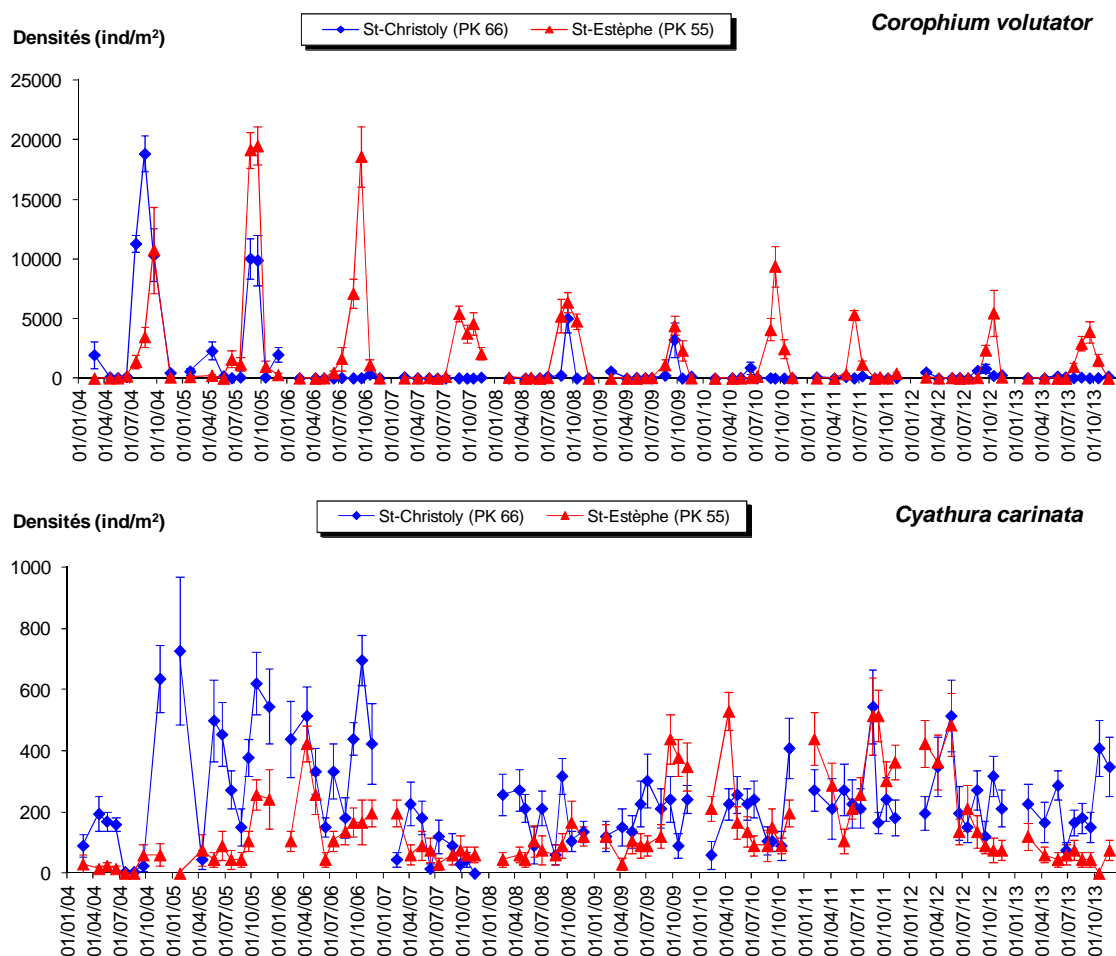 Densités (ind/m²)
St-Christoly (PK 66) St-Estèphe (PK 55)
Corophium volutator
25000
20000
15000
10000
5000
0
01/01/04 01/04/04 01/07/04 01/10/04 01/01/05 01/04/05 01/07/05 01/10/05 01/01/06 01/04/06 01/07/06 01/10/06 01/01/07 01/04/07 01/07/07 01/10/07 01/01/08 01/04/08 01/07/08 01/10/08 01/01/09 01/04/09 01/07/09 01/10/09 01/01/10 01/04/10 01/07/10 01/10/10 01/01/11 01/04/11 01/07/11 01/10/11 01/01/12 01/04/12 01/07/12 01/10/12 01/01/13 01/04/13 01/07/13 01/10/13
Densités (ind/m²)
St-Christoly (PK 66) St-Estèphe (PK 55)
Cyathura carinata
1000
800
600
400
200
0
01/01/04 01/04/04 01/07/04 01/10/04 01/01/05 01/04/05 01/07/05 01/10/05 01/01/06 01/04/06 01/07/06 01/10/06 01/01/07 01/04/07 01/07/07 01/10/07 01/01/08 01/04/08 01/07/08 01/10/08 01/01/09 01/04/09 01/07/09 01/10/09 01/01/10 01/04/10 01/07/10 01/10/10 01/01/11 01/04/11 01/07/11 01/10/11 01/01/12 01/04/12 01/07/12 01/10/12 01/01/13 01/04/13 01/07/13 01/10/13